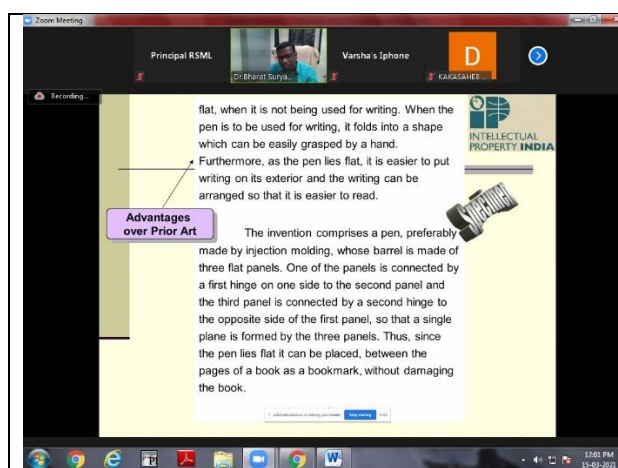 Zoom Meeting
Principal RSML
Dr.Bharat Surya...
Varsha's Iphone
D
KAKASAHEB ...
Recording...
flat, when it is not being used for writing. When the
pen is to be used for writing, it folds into a shape
which can be easily grasped by a hand.
Furthermore, as the pen lies flat, it is easier to put
writing on its exterior and the writing can be
arranged so that it is easier to read.
INTELLECTUAL
PROPERTY INDIA
Advantages
over Prior Art
The invention comprises a pen, preferably
made by injection molding, whose barrel is made of
three flat panels. One of the panels is connected by
a first hinge on one side to the second panel and
the third panel is connected by a second hinge to
the opposite side of the first panel, so that a single
plane is formed by the three panels. Thus, since
the pen lies flat it can be placed, between the
pages of a book as a bookmark, without damaging
the book.
Stop sharing
12:01 PM
15-03-2021